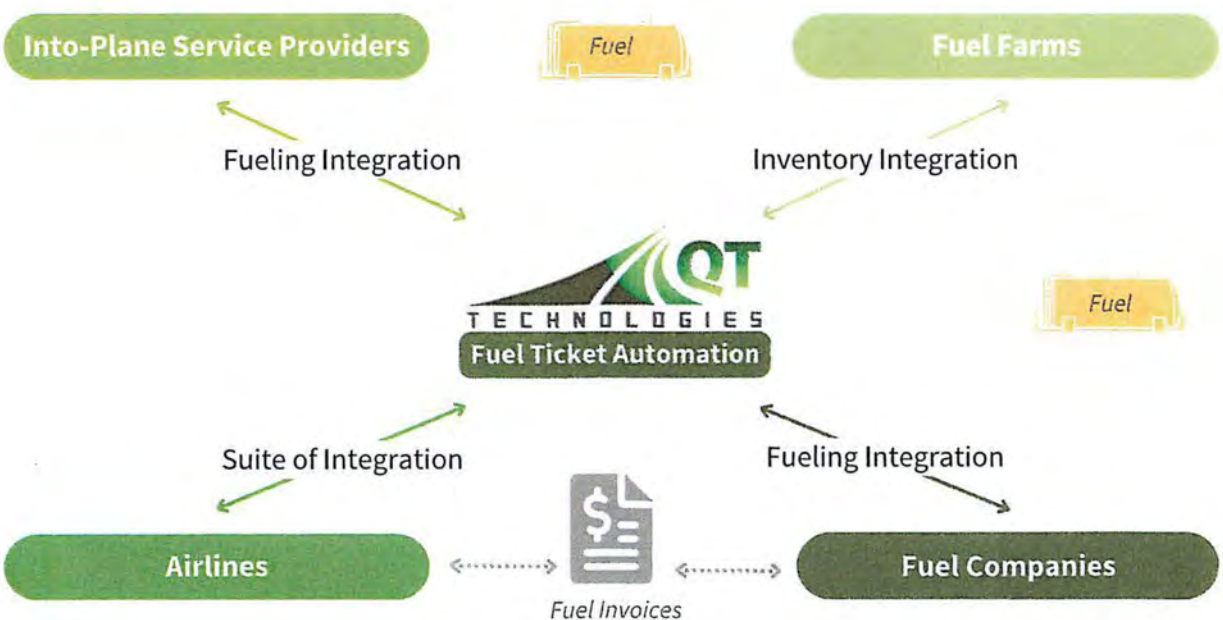 Into-Plane Service Providers
Fuel
Fuel Farms
Fueling Integration
Inventory Integration
QT
TECHNOLOGIES
Fuel Ticket Automation
Fuel
Suite of Integration
Fueling Integration
$
Airlines
Fuel Companies
Fuel Invoices